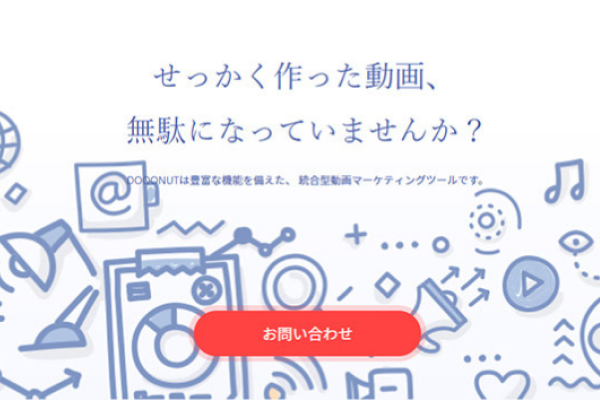 せっかく作った動画、
無駄になっていませんか？
DOOONUTは豊富な機能を備えた、 統合型動画マーケティングツールです。
@
お問い合わせ